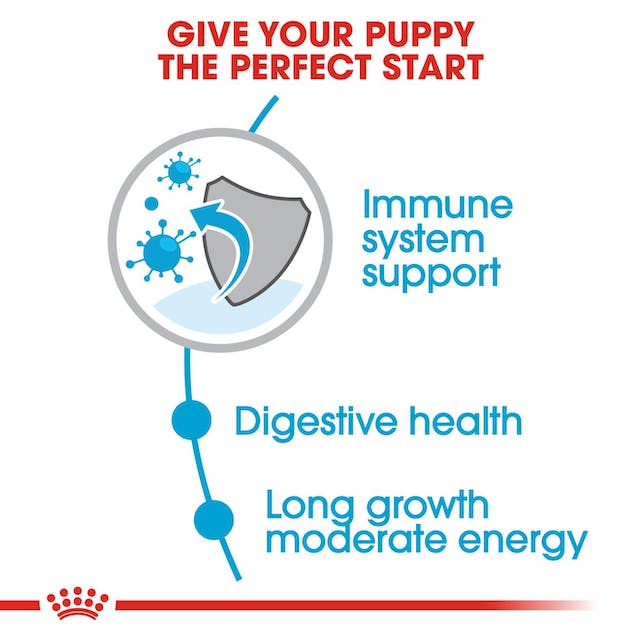 GIVE YOUR PUPPY
THE PERFECT START
Immune
system
support
Digestive health
Long growth
moderate energy